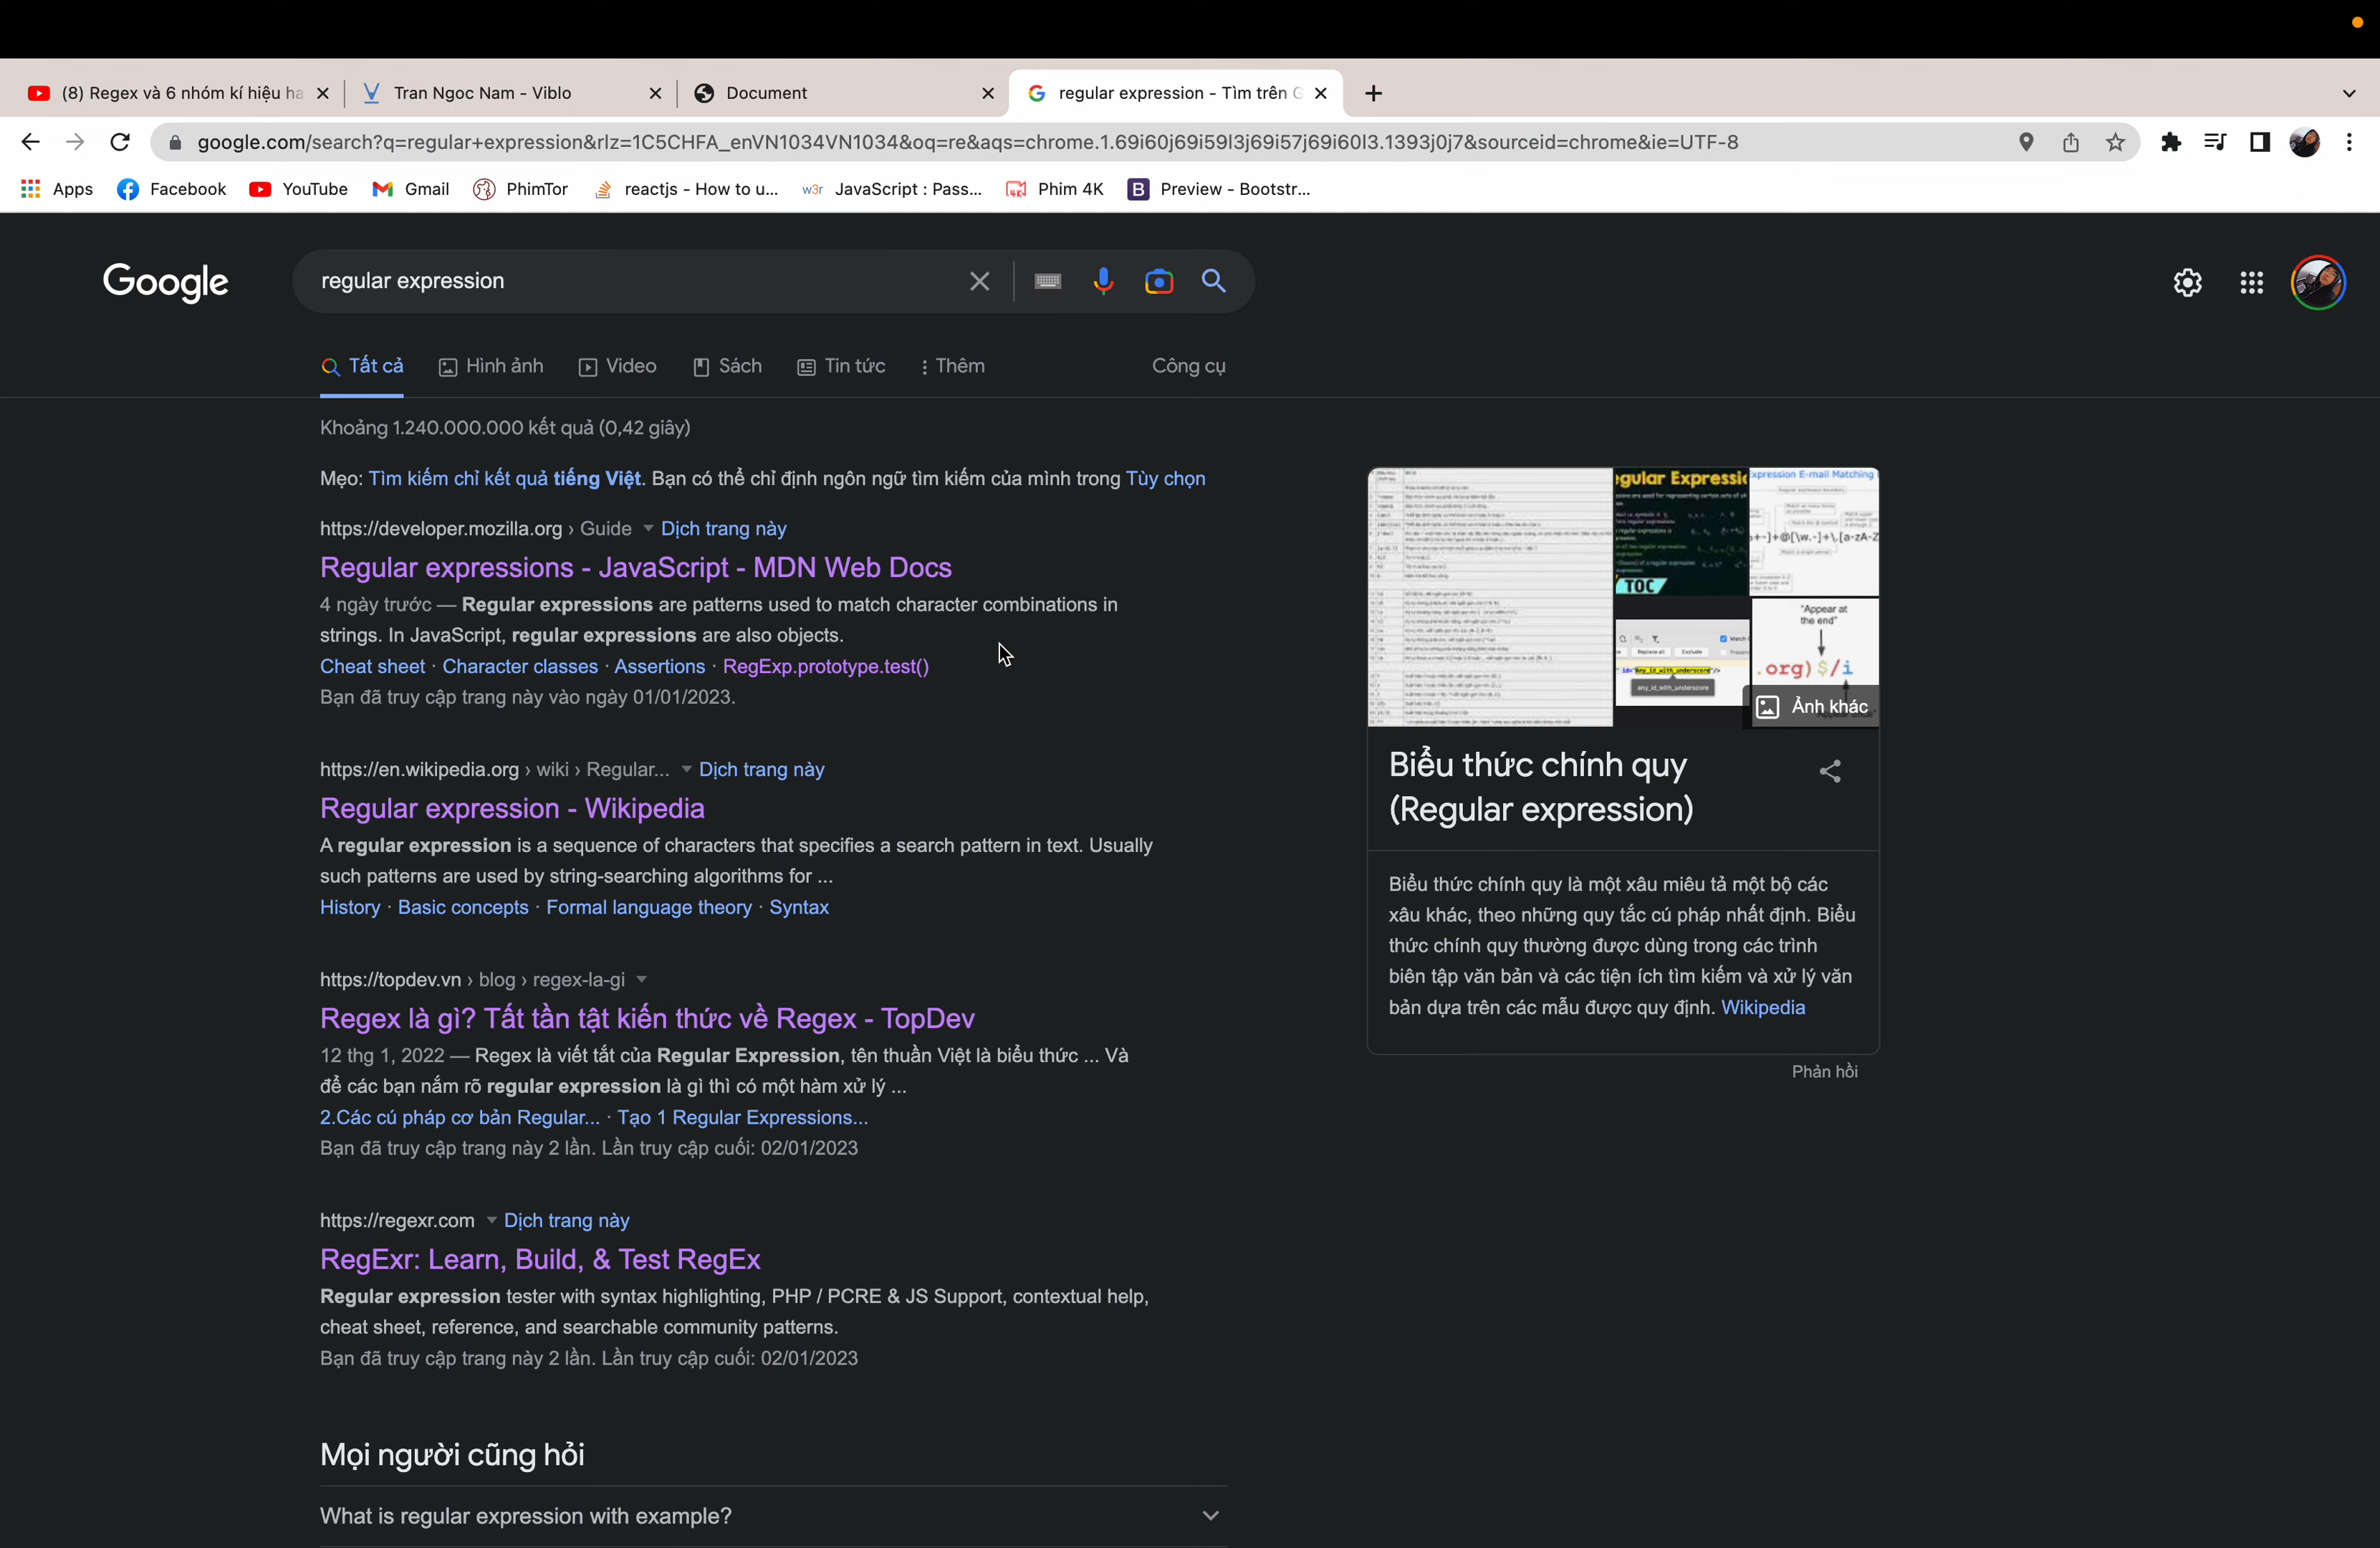 (8) Regex và 6 nhóm kí hiệu ha
Tran Ngoc Nam - Viblo
Document
regular expression - Tìm trên G
google.com/search?q=regular+expression&rlz=1C5CHFA_enVN1034VN1034&oq=re&aqs=chrome.1.69i60j69i59l3j69i57j69i60l3.1393j0j7&sourceid=chrome&ie=UTF-8
Apps
Facebook
YouTube
Gmail
PhimTor
reactjs - How to u...
w3r JavaScript : Pass...
Phim 4K
B Preview - Bootstr...
Google
regular expression
Tất cả
Hình ảnh
Video
Sách
Tin tức
Thêm
Công cụ
Khoảng 1.240.000.000 kết quả (0,42 giây)
Mẹo: Tìm kiếm chỉ kết quả tiếng Việt. Bạn có thể chỉ định ngôn ngữ tìm kiếm của mình trong Tùy chọn
https://developer.mozilla.org › Guide Dịch trang này
Regular expressions - JavaScript - MDN Web Docs
4 ngày trước — Regular expressions are patterns used to match character combinations in
strings. In JavaScript, regular expressions are also objects.
Cheat sheet · Character classes · Assertions · RegExp.prototype.test()
Bạn đã truy cập trang này vào ngày 01/01/2023.
https://en.wikipedia.org › wiki › Regular... Dịch trang này
Regular expression - Wikipedia
A regular expression is a sequence of characters that specifies a search pattern in text. Usually
such patterns are used by string-searching algorithms for ...
History · Basic concepts · Formal language theory · Syntax
https://topdev.vn › blog › regex-la-gi
Regex là gì? Tất tần tật kiến thức về Regex - TopDev
12 thg 1, 2022 — Regex là viết tắt của Regular Expression, tên thuần Việt là biểu thức ... Và
để các bạn nắm rõ regular expression là gì thì có một hàm xử lý ...
2.Các cú pháp cơ bản Regular... · Tạo 1 Regular Expressions...
Bạn đã truy cập trang này 2 lần. Lần truy cập cuối: 02/01/2023
https://regexr.com Dịch trang này
RegExr: Learn, Build, & Test RegEx
Regular expression tester with syntax highlighting, PHP / PCRE & JS Support, contextual help,
cheat sheet, reference, and searchable community patterns.
Bạn đã truy cập trang này 2 lần. Lần truy cập cuối: 02/01/2023
Mọi người cũng hỏi
What is regular expression with example?
egular Expressi
TOC
xpression E-mail Matching
+-]+@[\w.-]+\.[a-zA-Z
Replace all
Exclude
Any_id_with_underscore"/>
any_id_with_underscore
"Appear at
the end"
.org)$/i
Ảnh khác
Biểu thức chính quy
(Regular expression)
Biểu thức chính quy là một xâu miêu tả một bộ các
xâu khác, theo những quy tắc cú pháp nhất định. Biểu
thức chính quy thường được dùng trong các trình
biên tập văn bản và các tiện ích tìm kiếm và xử lý văn
bản dựa trên các mẫu được quy định. Wikipedia
Phản hồi